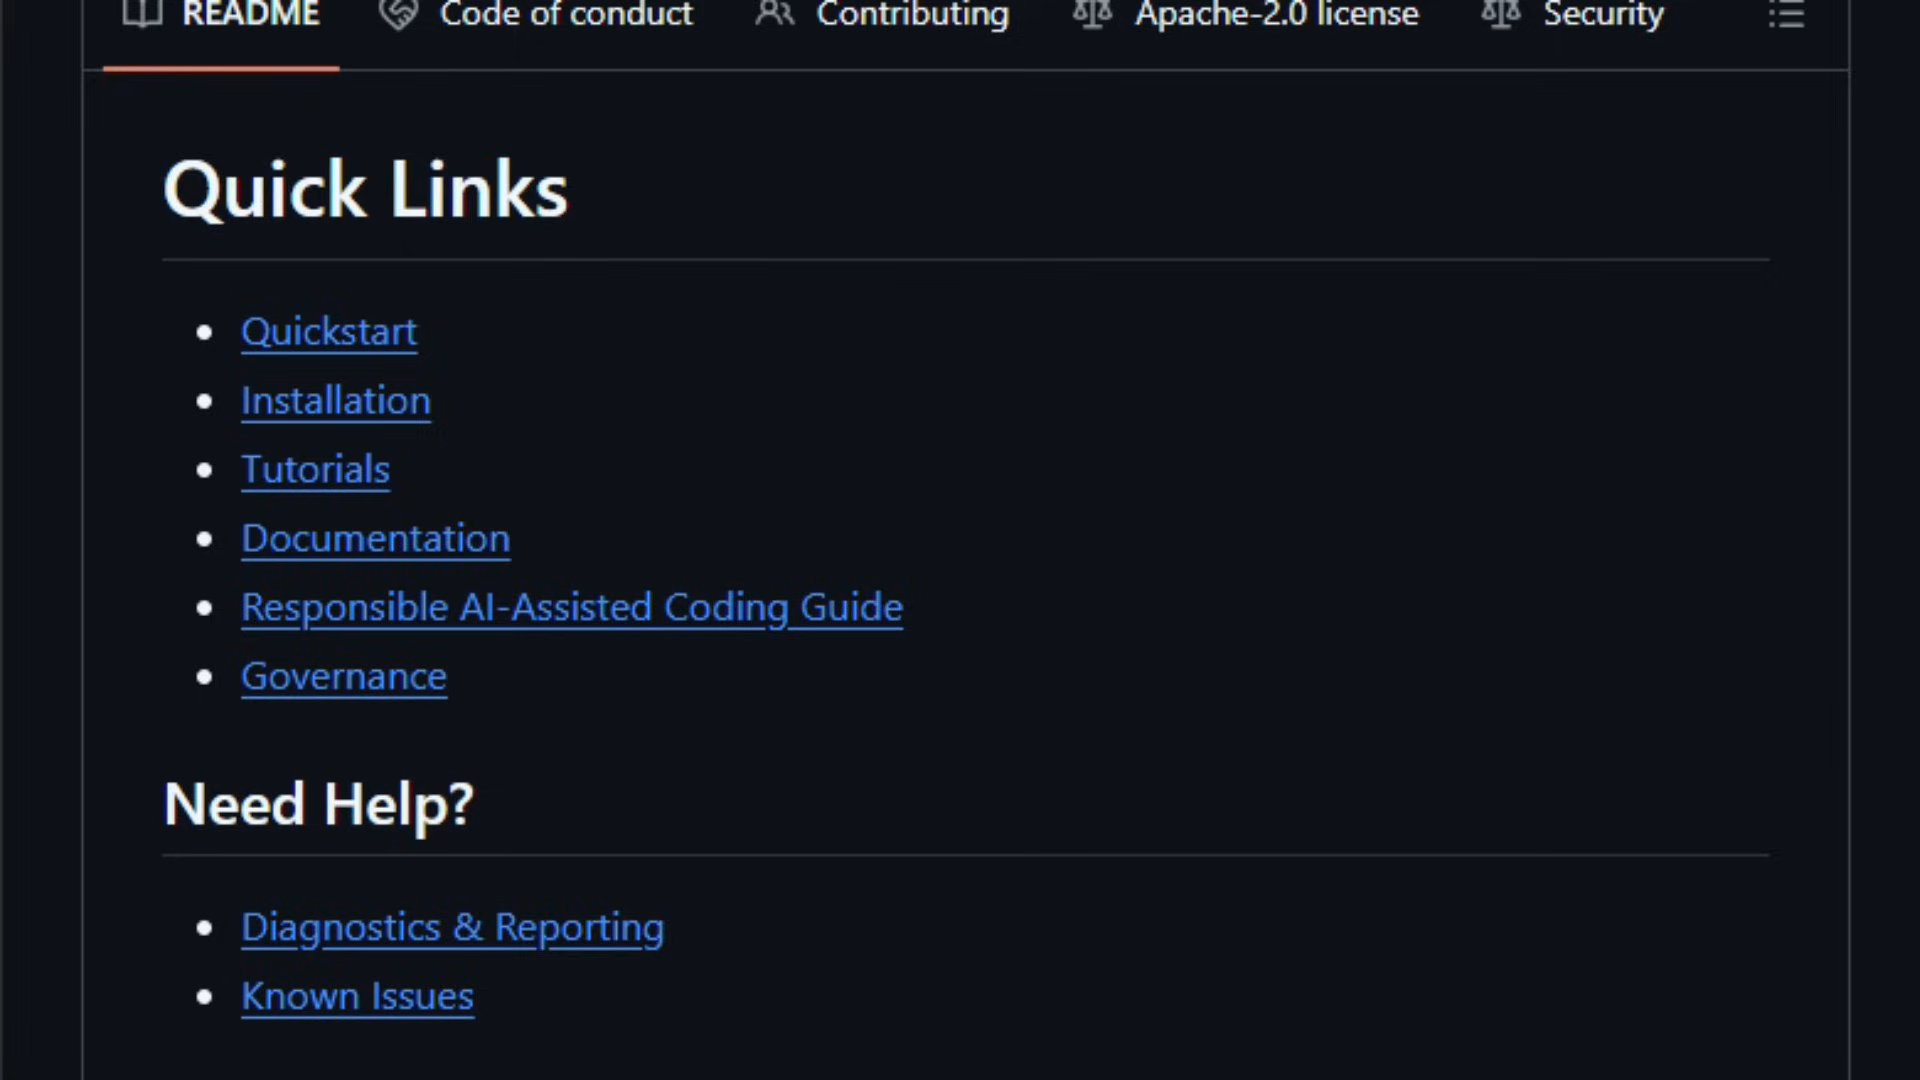 README Code of conduct Contributing Apache-2.0 license Security
Quick Links
Quickstart
Installation
Tutorials
Documentation
Responsible AI-Assisted Coding Guide
Governance
Need Help?
Diagnostics & Reporting
Known Issues